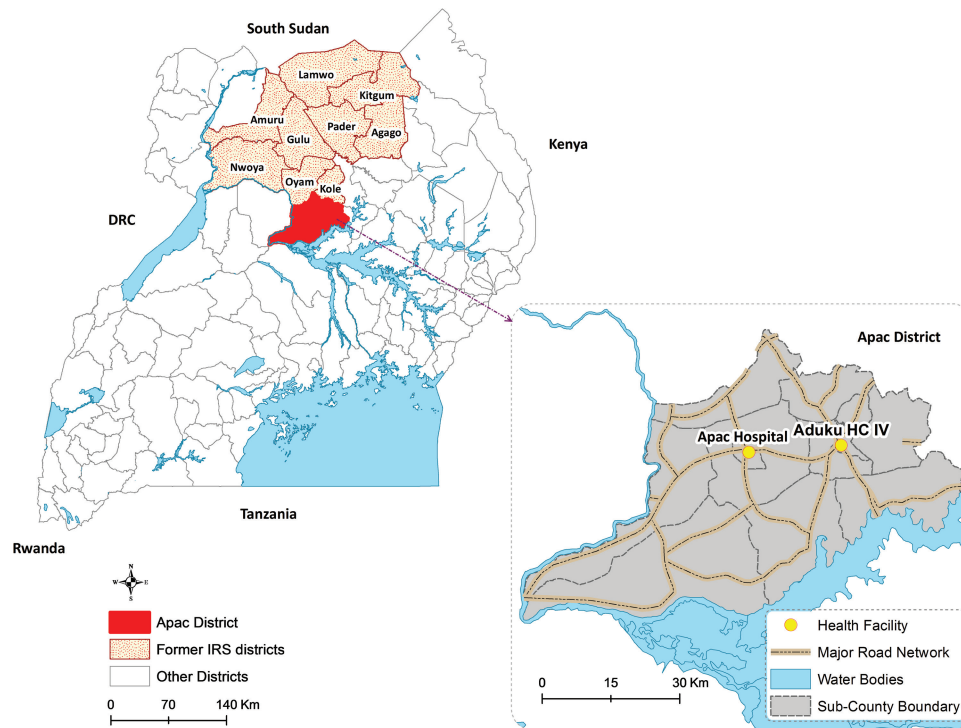 South Sudan
Lamwo
Kitgum
Amuru
Pader
Gulu
Agago
Kenya
Nwoya
Oyam
Kole
DRC
Tanzania
Rwanda
N
W
E
S
Apac District
Former IRS districts
Other Districts
0 70 140 Km
Apac District
Aduku HC IV
Apac Hospital
Health Facility
Major Road Network
Water Bodies
Sub-County Boundary
0 15 30 Km